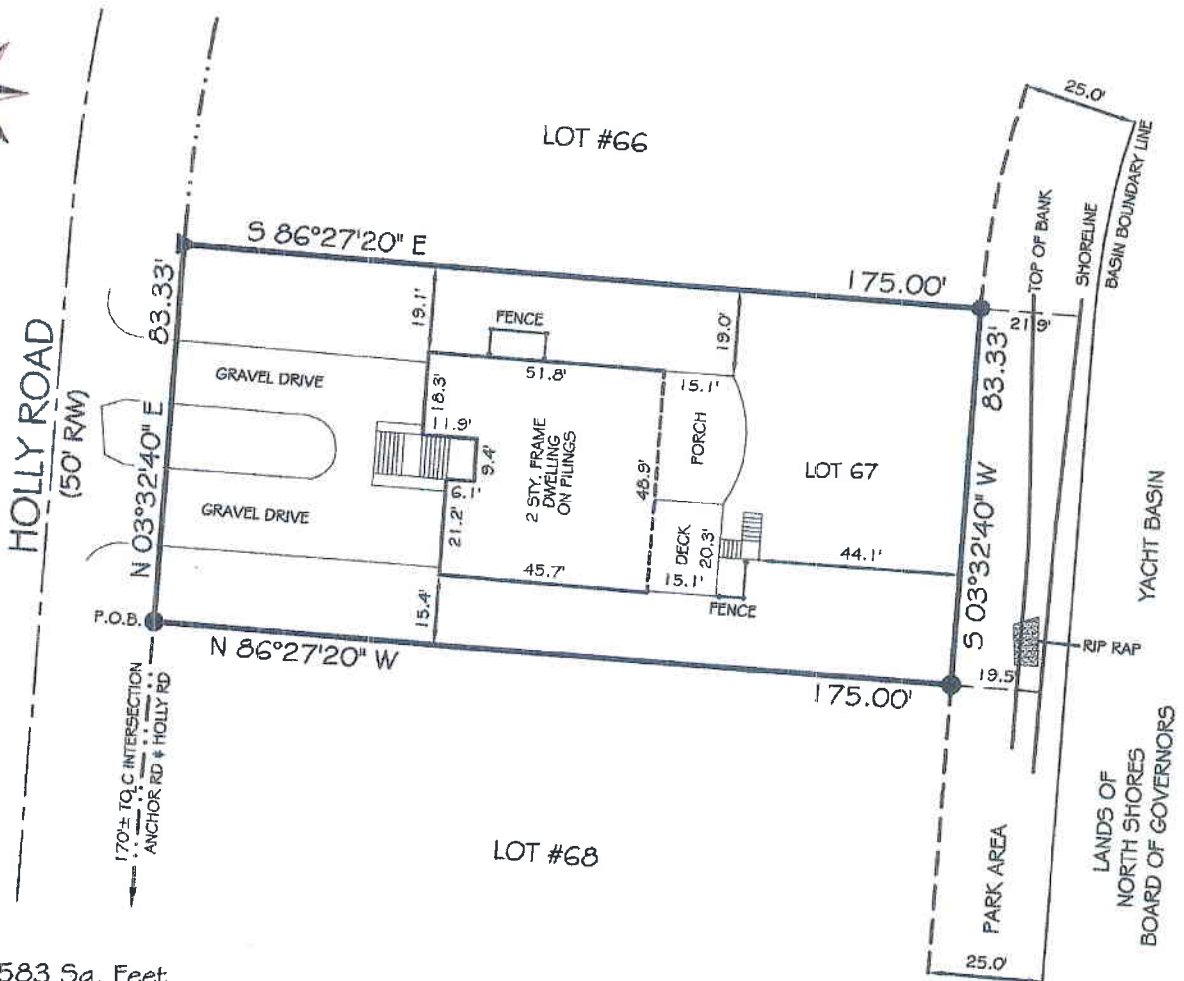 25.0'
LOT #66
BASIN BOUNDARY LINE
TOP OF BANK
SHORELINE
S 86°27'20" E
175.00'
21.9'
83.33'
83.33'
HOLLY ROAD
(50' R/W)
N 03°32'40" E
19.1'
FENCE
19.0'
GRAVEL DRIVE
51.8'
15.1'
18.3'
11.9'
9.4'
6.1'
2 STY. FRAME
DWELLING
ON PILINGS
48.9'
PORCH
LOT 67
S 03°32'40" W
YACHT BASIN
GRAVEL DRIVE
21.2'
DECK
20.3'
44.1'
45.7'
15.1'
FENCE
P.O.B.
15.4'
RIP RAP
N 86°27'20" W
19.5
175.00'
170'± TO C INTERSECTION
ANCHOR RD & HOLLY RD
LOT #68
PARK AREA
LANDS OF
NORTH SHORES
BOARD OF GOVERNORS
25.0'
583 Sq. Feet